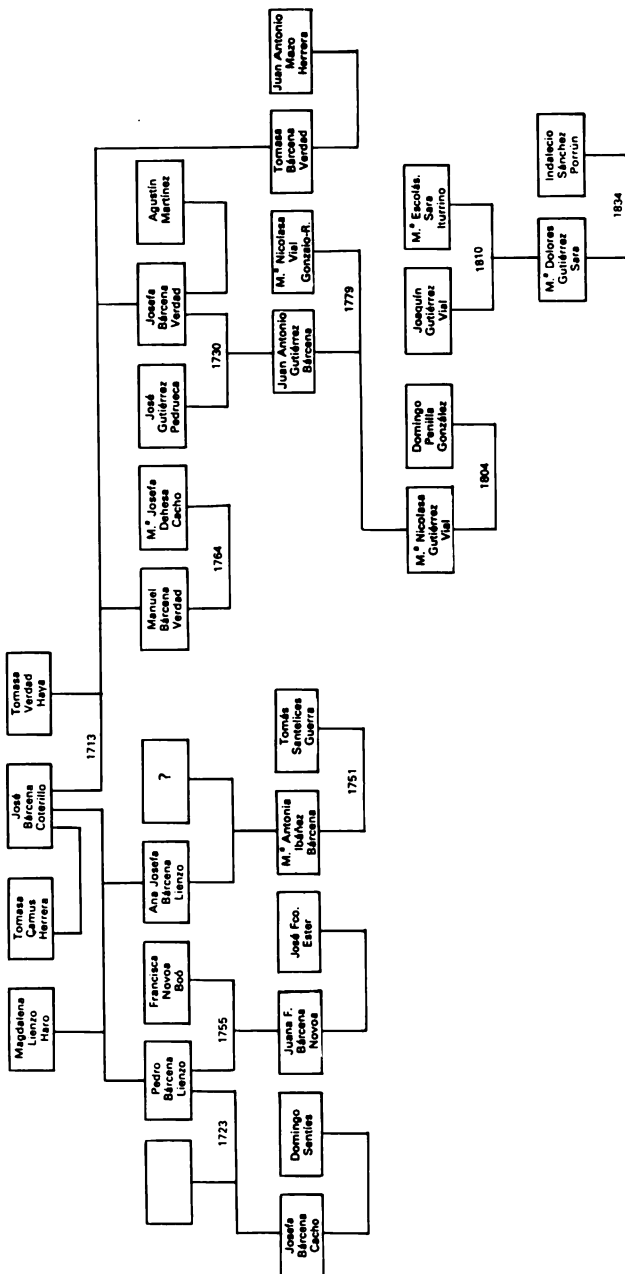 Magdalena
Lienzo
Haro
Tomasa
Camus
Herrera
José
Bárcena
Coterillo
Tomasa
Verdad
Haya
1713
Pedro
Bárcena
Lienzo
Francisca
Novoa
Boó
Ana Josefa
Bárcena
Lienzo
?
Manuel
Bárcena
Verdad
M.ª Josefa
Dehesa
Cacho
José
Gutiérrez
Pedrueca
Josefa
Bárcena
Verdad
Agustín
Martínez
1723
1755
1764
1730
Josefa
Bárcena
Cacho
Domingo
Sentíes
Juana F.
Bárcena
Novoa
José Fco.
Ester
M.ª Antonia
Ibáñez
Bárcena
Tomás
Santelices
Guerra
Juan Antonio
Gutiérrez
Bárcena
M.ª Nicolasa
Vial
Gonzalo-R.
Tomasa
Bárcena
Verdad
Juan Antonio
Mazo
Herrera
1751
1779
M.ª Nicolasa
Gutiérrez
Vial
Domingo
Penilla
González
Joaquín
Gutiérrez
Vial
M.ª Escolás.
Sara
Iturrino
1804
1810
M.ª Dolores
Gutiérrez
Sara
Indalecio
Sánchez
Porrún
1834